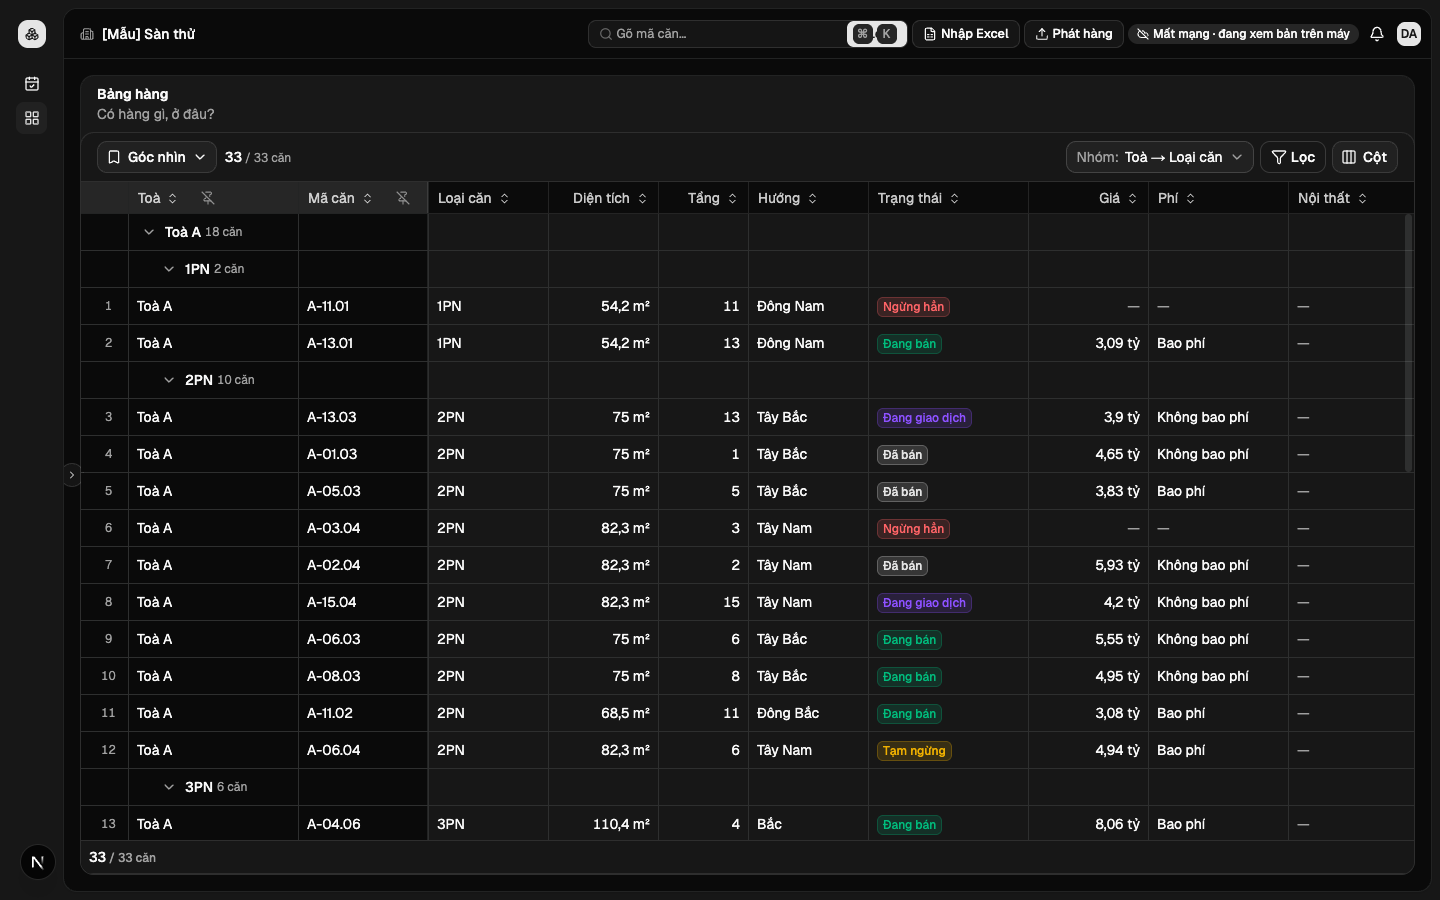 [Mẫu] Sàn thử
Gõ mã căn...
⌘ K
Nhập Excel
Phát hàng
Mất mạng · đang xem bản trên máy
DA
Bảng hàng
Có hàng gì, ở đâu?
Góc nhìn
33 / 33 căn
Nhóm: Toà → Loại căn
Lọc
Cột
Toà Mã căn Loại căn Diện tích Tầng Hướng Trạng thái Giá Phí Nội thất
Toà A 18 căn
1PN 2 căn
1 Toà A A-11.01 1PN 54,2 m² 11 Đông Nam Ngừng hẳn — — —
2 Toà A A-13.01 1PN 54,2 m² 13 Đông Nam Đang bán 3,09 tỷ Bao phí —
2PN 10 căn
3 Toà A A-13.03 2PN 75 m² 13 Tây Bắc Đang giao dịch 3,9 tỷ Không bao phí —
4 Toà A A-01.03 2PN 75 m² 1 Tây Bắc Đã bán 4,65 tỷ Không bao phí —
5 Toà A A-05.03 2PN 75 m² 5 Tây Bắc Đã bán 3,83 tỷ Bao phí —
6 Toà A A-03.04 2PN 82,3 m² 3 Tây Nam Ngừng hẳn — — —
7 Toà A A-02.04 2PN 82,3 m² 2 Tây Nam Đã bán 5,93 tỷ Không bao phí —
8 Toà A A-15.04 2PN 82,3 m² 15 Tây Nam Đang giao dịch 4,2 tỷ Không bao phí —
9 Toà A A-06.03 2PN 75 m² 6 Tây Bắc Đang bán 5,55 tỷ Không bao phí —
10 Toà A A-08.03 2PN 75 m² 8 Tây Bắc Đang bán 4,95 tỷ Không bao phí —
11 Toà A A-11.02 2PN 68,5 m² 11 Đông Bắc Đang bán 3,08 tỷ Bao phí —
12 Toà A A-06.04 2PN 82,3 m² 6 Tây Nam Tạm ngừng 4,94 tỷ Bao phí —
3PN 6 căn
13 Toà A A-04.06 3PN 110,4 m² 4 Bắc Đang bán 8,06 tỷ Bao phí —
33 / 33 căn
N